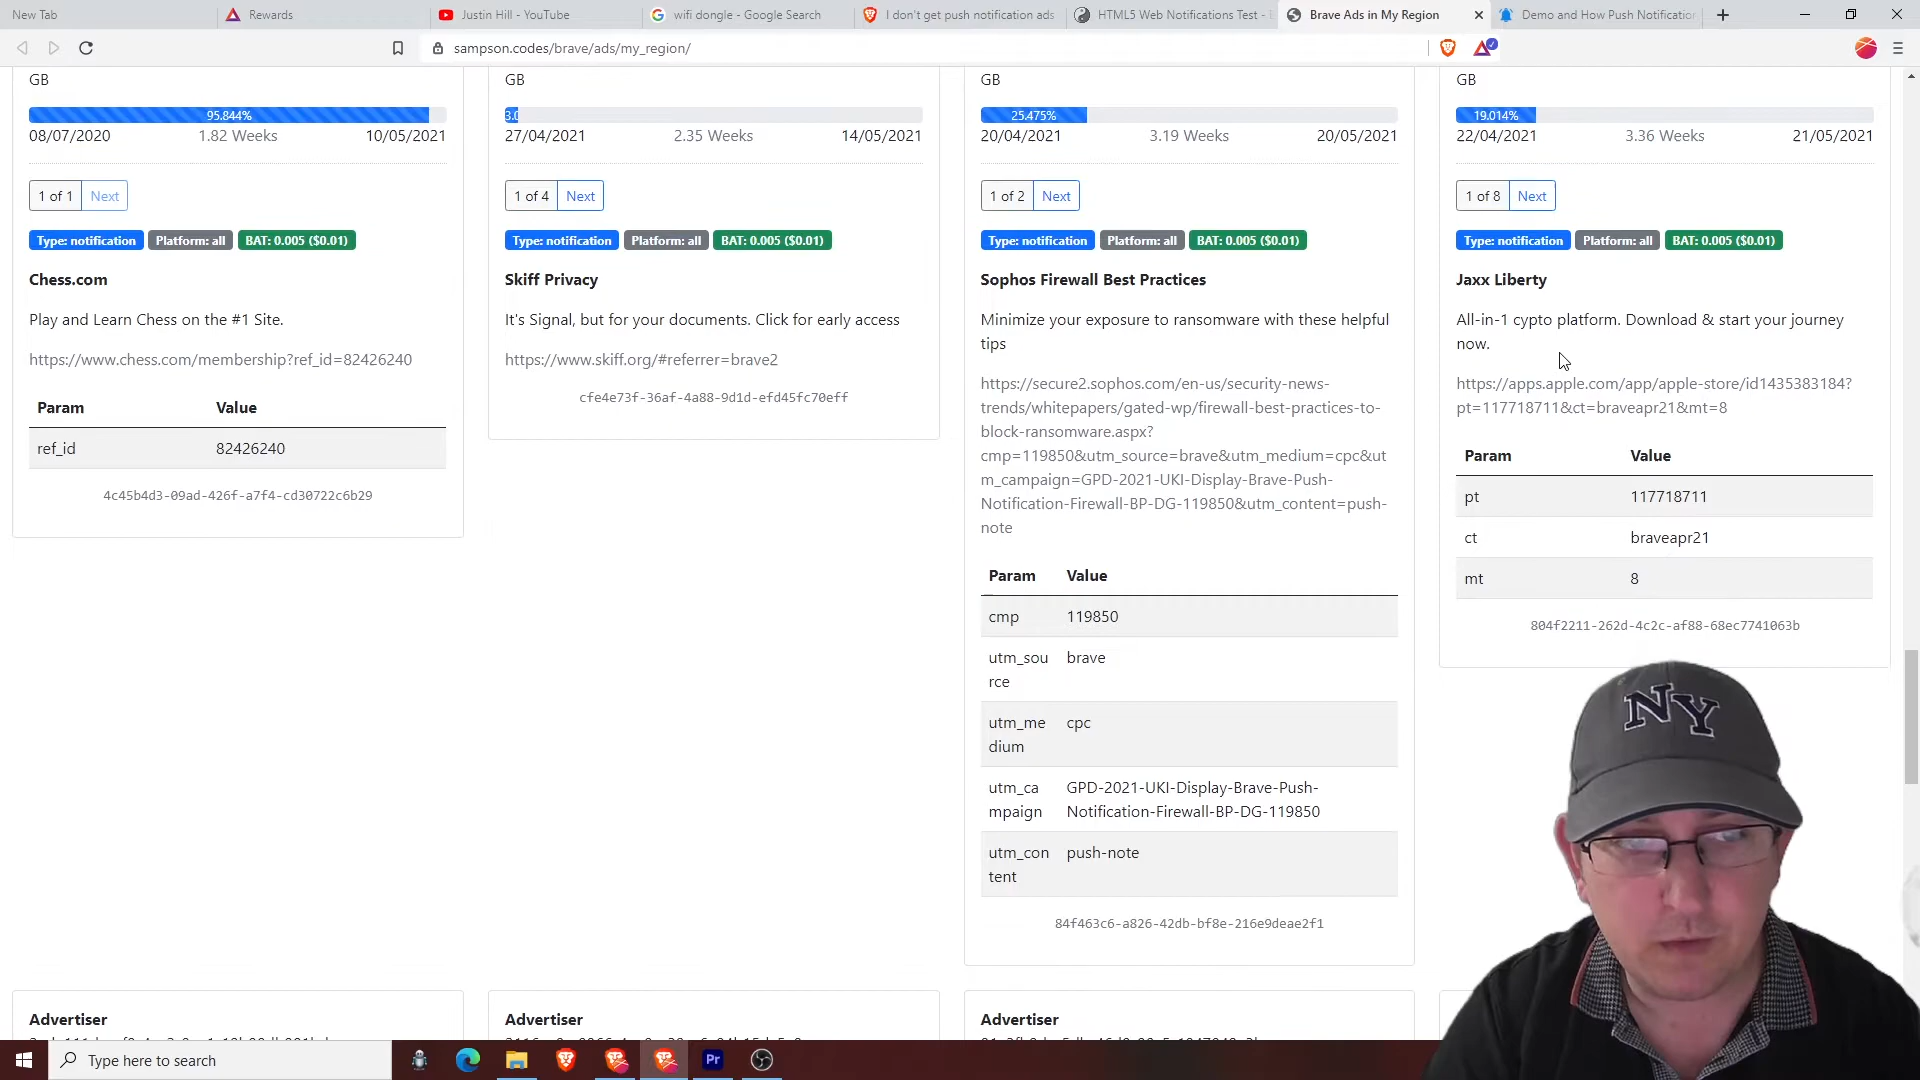 New Tab
Rewards
Justin Hill - YouTube
wifi dongle - Google Search
I don't get push notification ads
HTML5 Web Notifications Test -
Brave Ads in My Region
Demo and How Push Notification
sampson.codes/brave/ads/my_region/
GB
95.844%
08/07/2020 1.82 Weeks 10/05/2021
1 of 1 Next
Type: notification Platform: all BAT: 0.005 ($0.01)
Chess.com
Play and Learn Chess on the #1 Site.
https://www.chess.com/membership?ref_id=82426240
Param Value
ref_id 82426240
4c45b4d3-09ad-426f-a7f4-cd30722c6b29
GB
3.0
27/04/2021 2.35 Weeks 14/05/2021
1 of 4 Next
Type: notification Platform: all BAT: 0.005 ($0.01)
Skiff Privacy
It's Signal, but for your documents. Click for early access
https://www.skiff.org/#referrer=brave2
cfe4e73f-36af-4a88-9d1d-efd45fc70eff
GB
25.475%
20/04/2021 3.19 Weeks 20/05/2021
1 of 2 Next
Type: notification Platform: all BAT: 0.005 ($0.01)
Sophos Firewall Best Practices
Minimize your exposure to ransomware with these helpful
tips
https://secure2.sophos.com/en-us/security-news-
trends/whitepapers/gated-wp/firewall-best-practices-to-
block-ransomware.aspx?
cmp=119850&utm_source=brave&utm_medium=cpc&ut
m_campaign=GPD-2021-UKI-Display-Brave-Push-
Notification-Firewall-BP-DG-119850&utm_content=push-
note
Param Value
cmp 119850
utm_sou brave
rce
utm_me cpc
dium
utm_ca GPD-2021-UKI-Display-Brave-Push-
mpaign Notification-Firewall-BP-DG-119850
utm_con push-note
tent
84f463c6-a826-42db-bf8e-216e9deae2f1
GB
19.014%
22/04/2021 3.36 Weeks 21/05/2021
1 of 8 Next
Type: notification Platform: all BAT: 0.005 ($0.01)
Jaxx Liberty
All-in-1 cypto platform. Download & start your journey
now.
https://apps.apple.com/app/apple-store/id1435383184?
pt=117718711&ct=braveapr21&mt=8
Param Value
pt 117718711
ct braveapr21
mt 8
804f2211-262d-4c2c-af88-68ec7741063b
NY
Advertiser
Advertiser
Advertiser
Type here to search
Pr